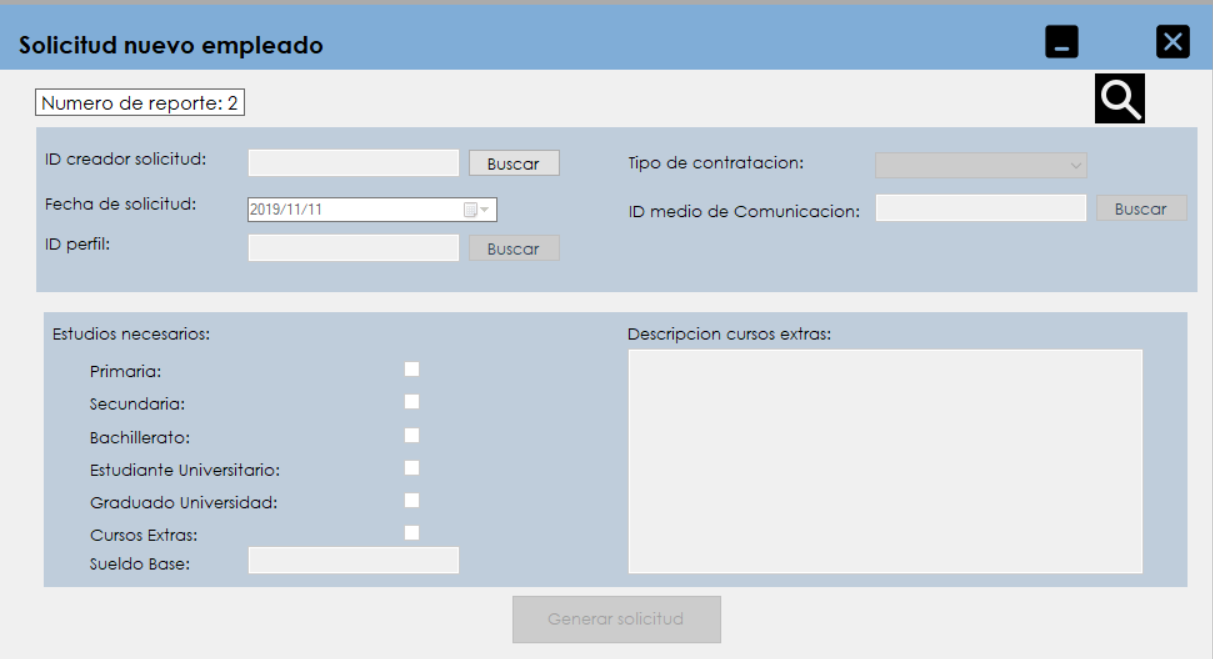 Solicitud nuevo empleado
Numero de reporte: 2
ID creador solicitud:
Buscar
Fecha de solicitud:
2019/11/11
ID perfil:
Buscar
Tipo de contratacion:
ID medio de Comunicacion:
Buscar
Estudios necesarios:
Primaria:
Secundaria:
Bachillerato:
Estudiante Universitario:
Graduado Universidad:
Cursos Extras:
Sueldo Base:
Descripcion cursos extras:
Generar solicitud